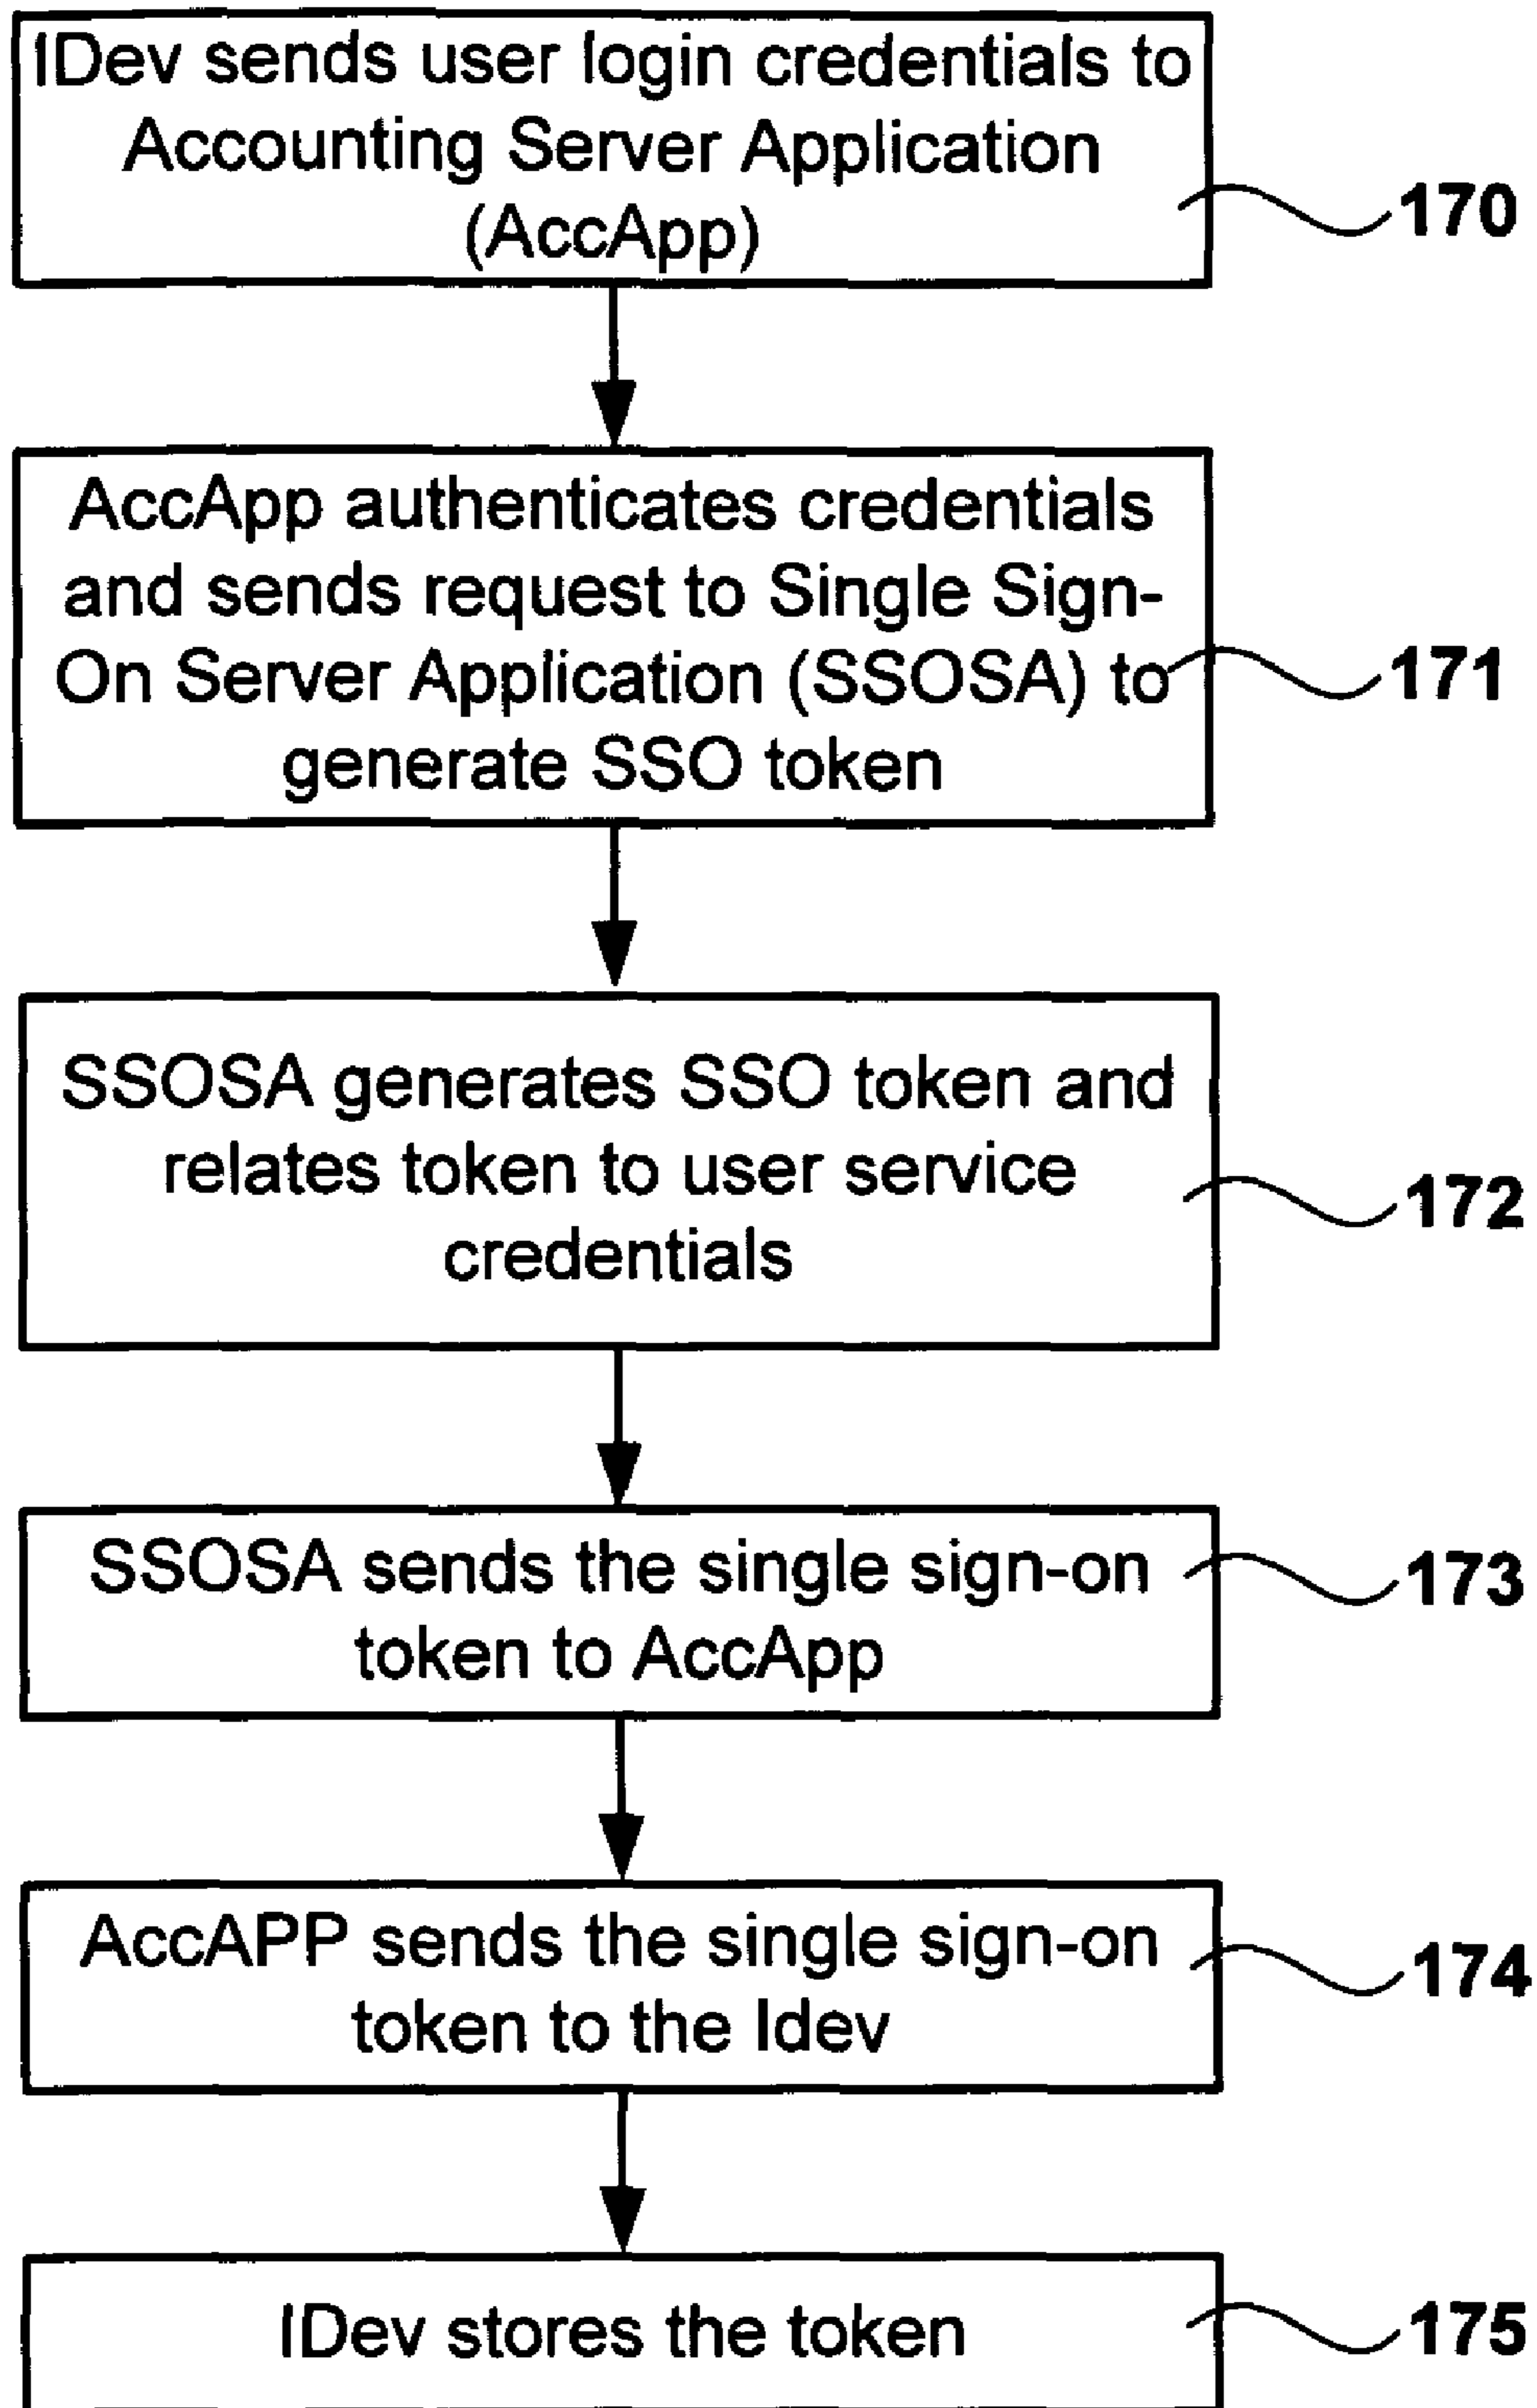 IDev sends user login credentials to
Accounting Server Application
(AccApp)
170
AccApp authenticates credentials
and sends request to Single Sign-
On Server Application (SSOSA) to
generate SSO token
171
SSOSA generates SSO token and
relates token to user service
credentials
172
SSOSA sends the single sign-on
token to AccApp
173
AccAPP sends the single sign-on
token to the Idev
174
IDev stores the token
175